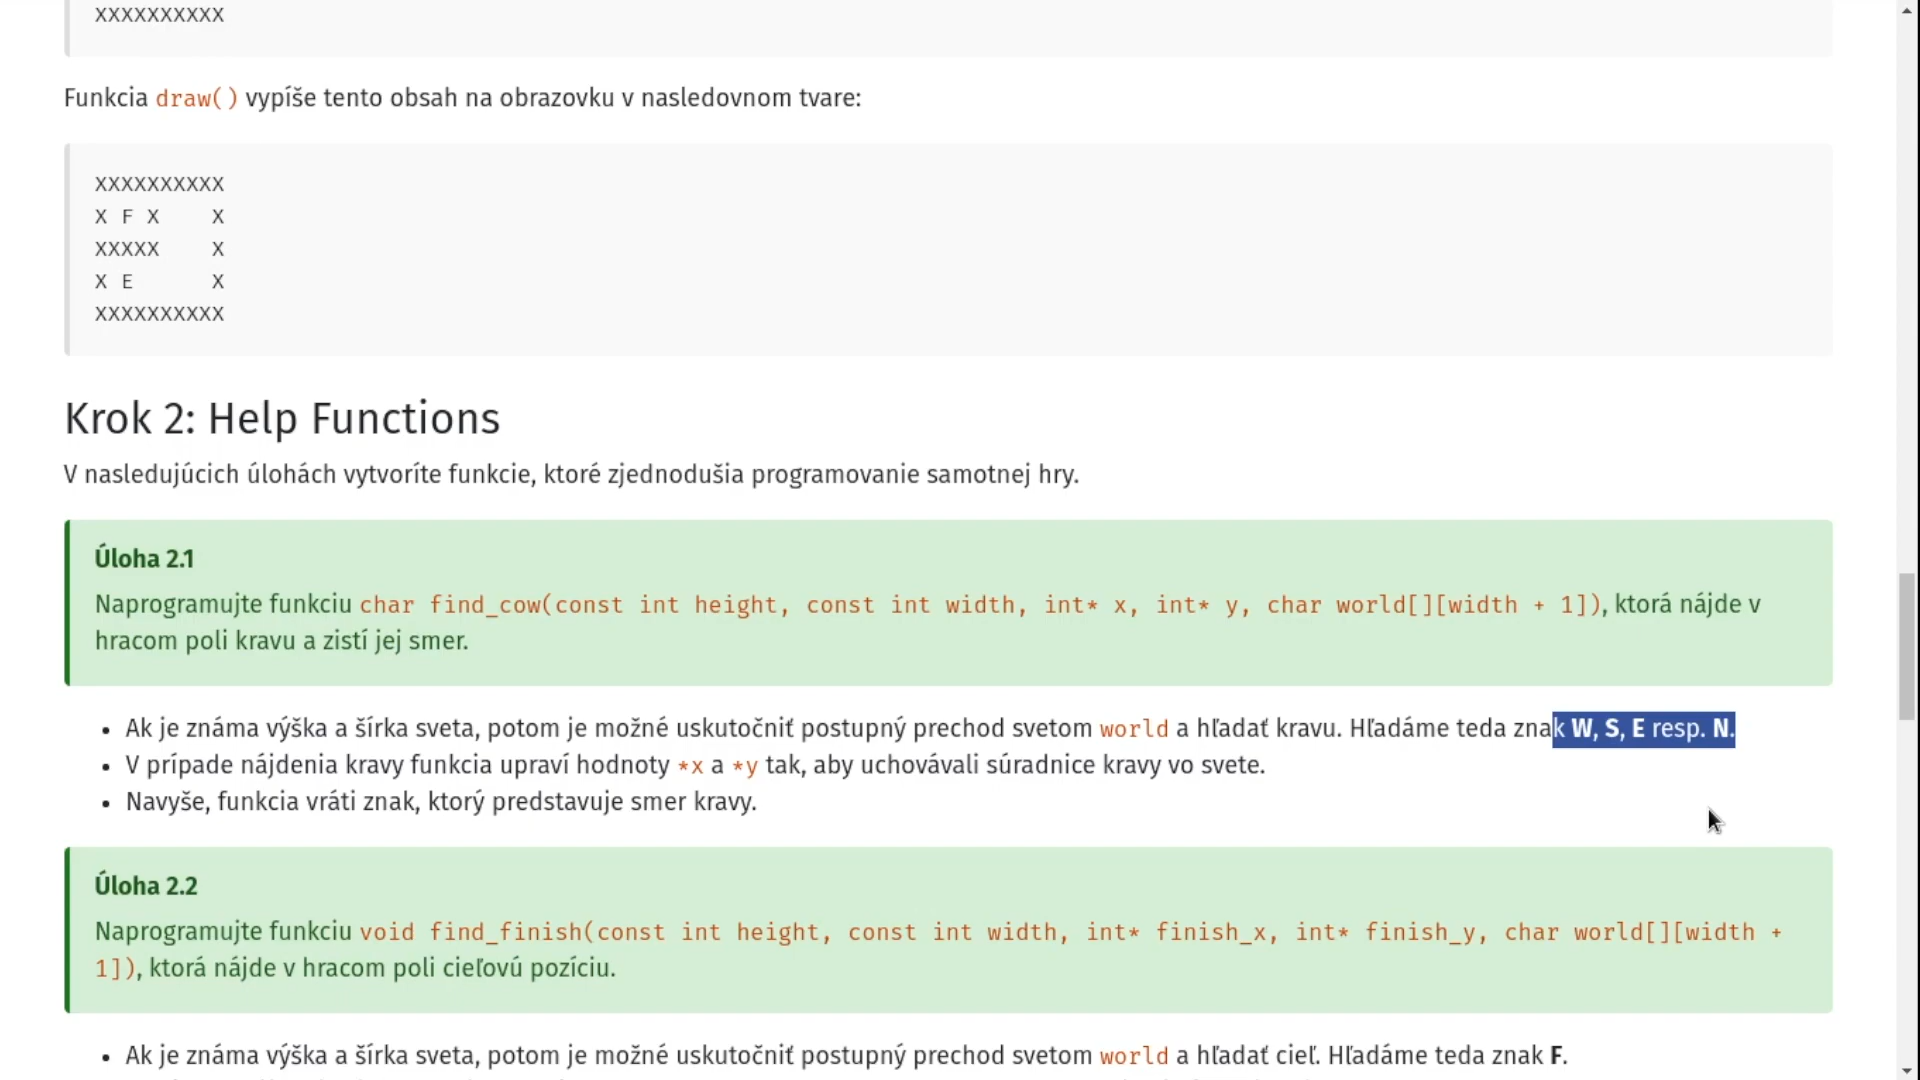 XXXXXXXXXX
Funkcia draw() vypíše tento obsah na obrazovku v nasledovnom tvare:
XXXXXXXXXX
X F X    X
XXXXX    X
X E      X
XXXXXXXXXX
Krok 2: Help Functions
V nasledujúcich úlohách vytvoríte funkcie, ktoré zjednodušia programovanie samotnej hry.
Úloha 2.1
Naprogramujte funkciu char find_cow(const int height, const int width, int* x, int* y, char world[][width + 1]), ktorá nájde v
hracom poli kravu a zistí jej smer.
• Ak je známa výška a šírka sveta, potom je možné uskutočniť postupný prechod svetom world a hľadať kravu. Hľadáme teda znak W, S, E resp. N.
• V prípade nájdenia kravy funkcia upraví hodnoty *x a *y tak, aby uchovávali súradnice kravy vo svete.
• Navyše, funkcia vráti znak, ktorý predstavuje smer kravy.
Úloha 2.2
Naprogramujte funkciu void find_finish(const int height, const int width, int* finish_x, int* finish_y, char world[][width +
1]), ktorá nájde v hracom poli cieľovú pozíciu.
• Ak je známa výška a šírka sveta, potom je možné uskutočniť postupný prechod svetom world a hľadať cieľ. Hľadáme teda znak F.